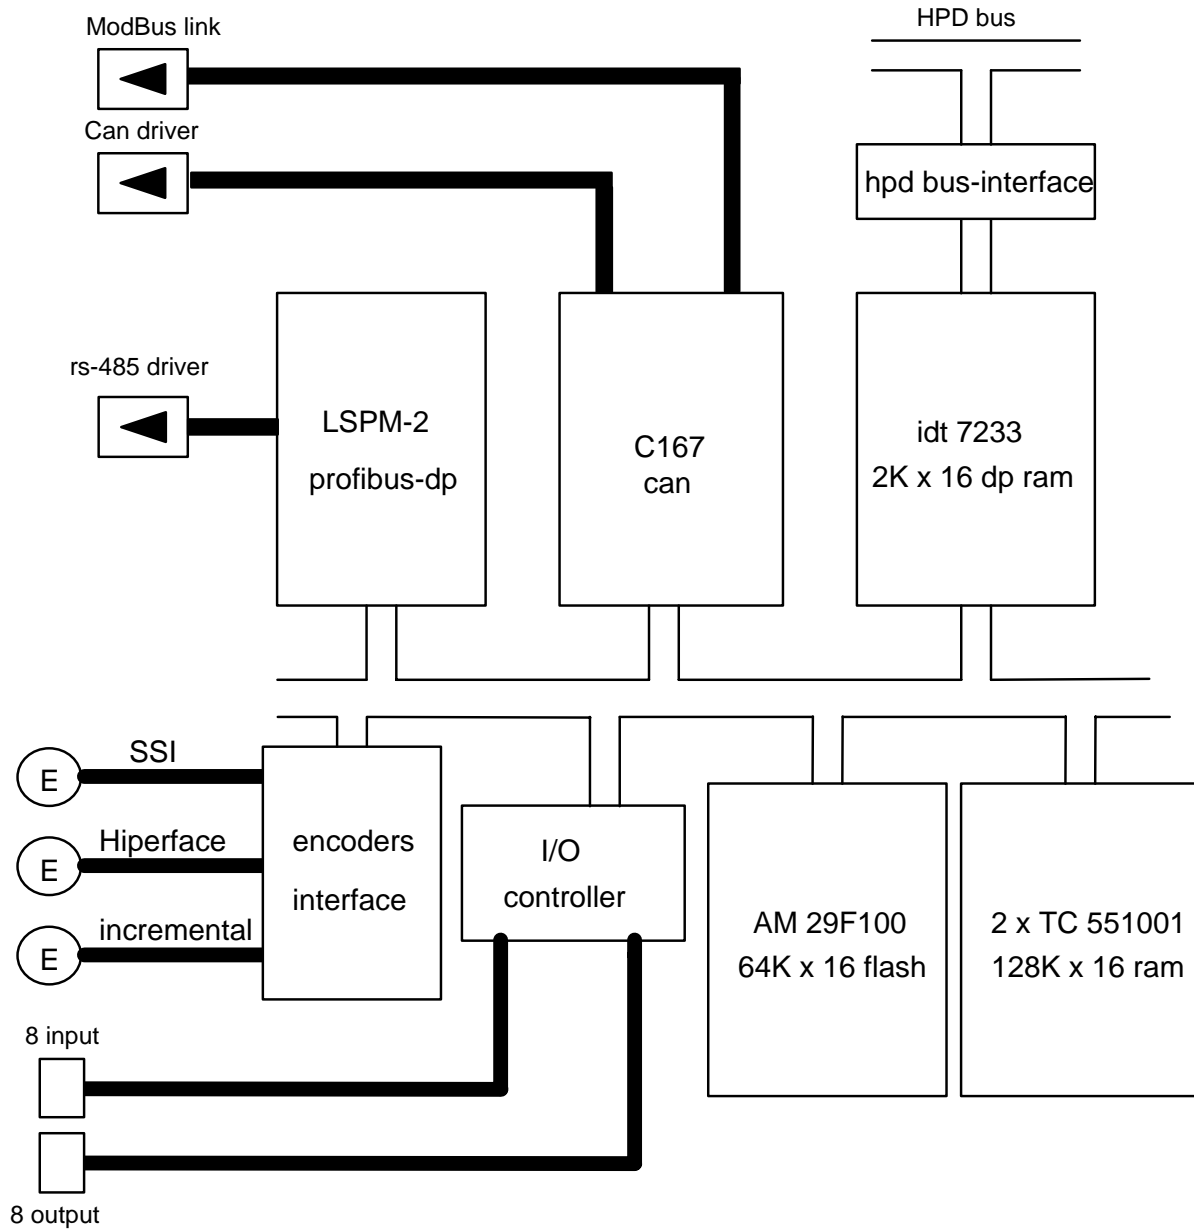 ModBus link
HPD bus
Can driver
hpd bus-interface
rs-485 driver
LSPM-2
profibus-dp
C167
can
idt 7233
2K x 16 dp ram
SSI
E
Hiperface
E
incremental
E
encoders
interface
I/O
controller
AM 29F100
64K x 16 flash
2 x TC 551001
128K x 16 ram
8 input
8 output